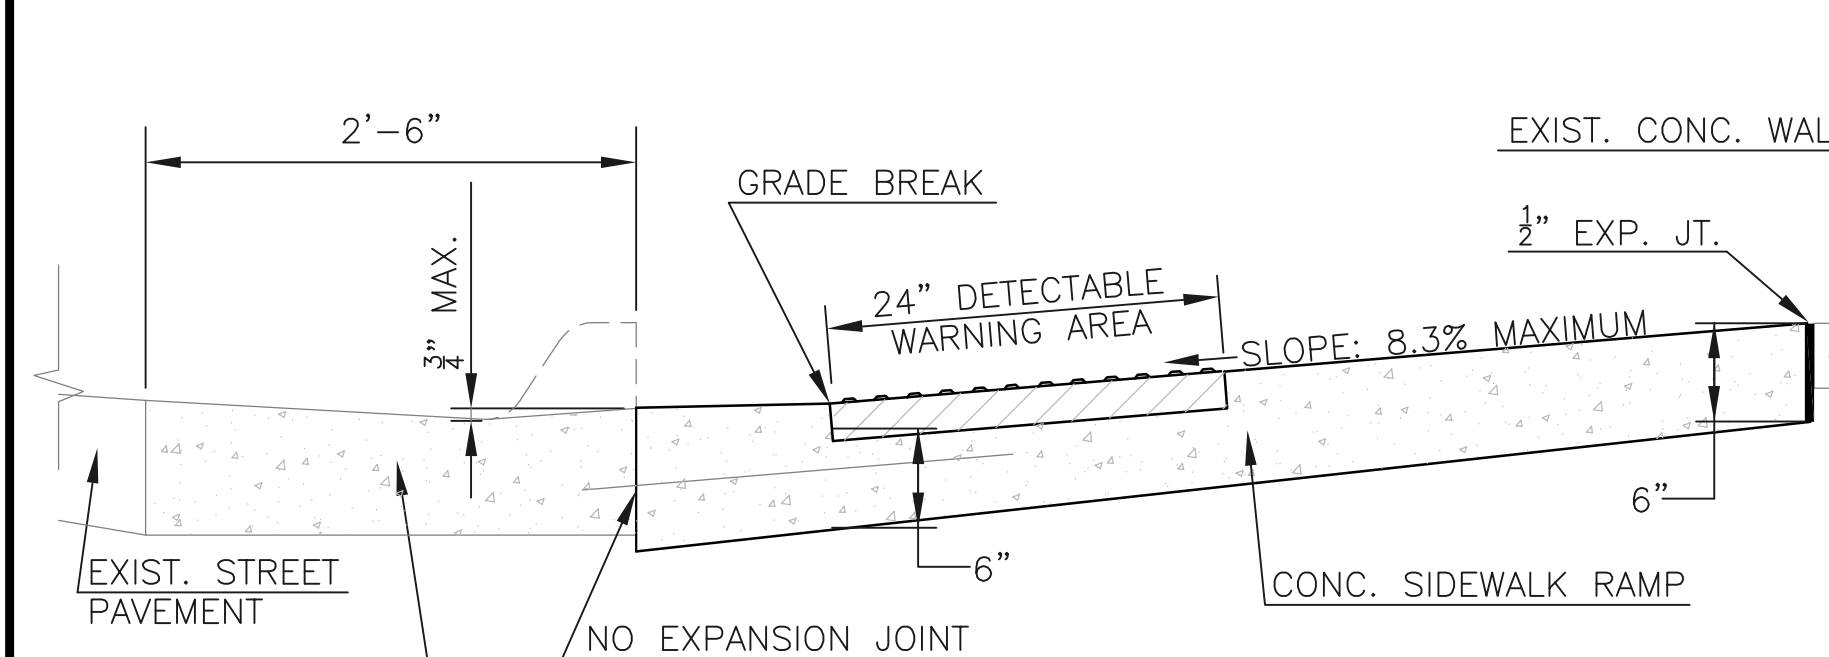 2'-6"
EXIST. CONC. WAL
GRADE BREAK
1/2" EXP. JT.
3/4" MAX.
24" DETECTABLE
WARNING AREA
SLOPE: 8.3% MAXIMUM
6"
6"
EXIST. STREET
PAVEMENT
CONC. SIDEWALK RAMP
NO EXPANSION JOINT